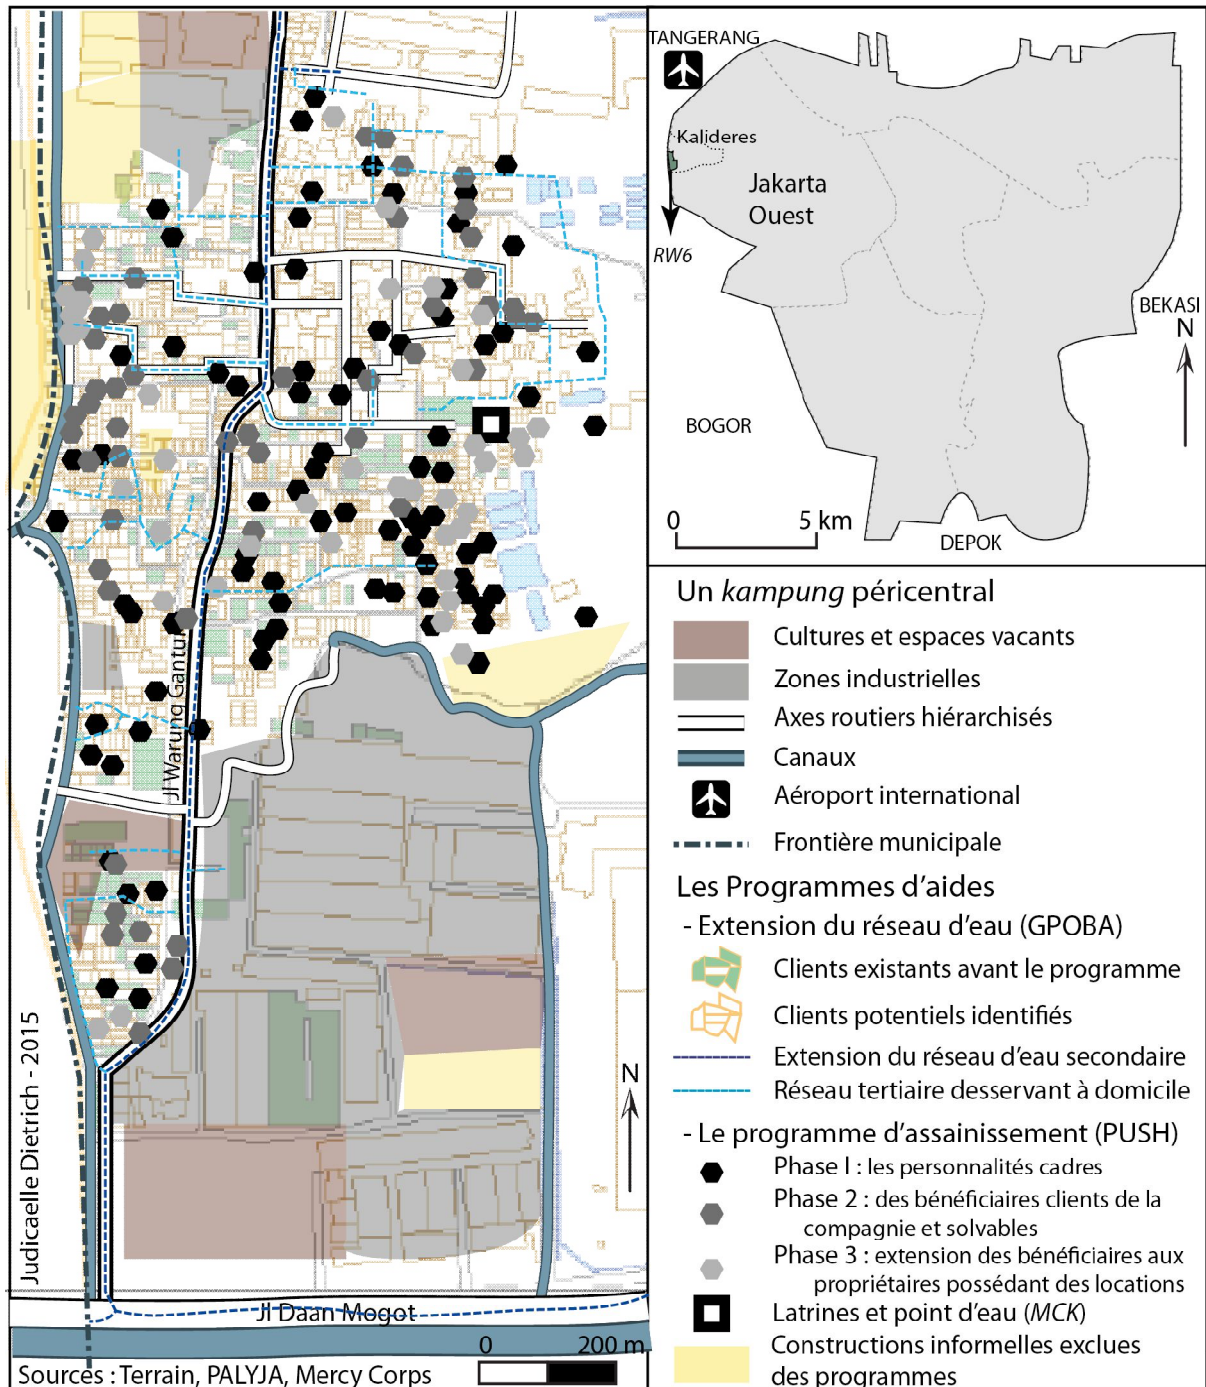 TANGERANG
Kalideres
Jakarta
Ouest
RW6
BEKASI
N
BOGOR
0 5 km
DEPOK
Jl Warung Gantung
N
Judicaelle Dietrich - 2015
Jl Daan Mogot
0 200 m
Sources : Terrain, PALYJA, Mercy Corps
Un kampung péricentral
Cultures et espaces vacants
Zones industrielles
Axes routiers hiérarchisés
Canaux
Aéroport international
Frontière municipale
Les Programmes d'aides
- Extension du réseau d'eau (GPOBA)
Clients existants avant le programme
Clients potentiels identifiés
Extension du réseau d'eau secondaire
Réseau tertiaire desservant à domicile
- Le programme d'assainissement (PUSH)
Phase 1 : les personnalités cadres
Phase 2 : des bénéficiaires clients de la
compagnie et solvables
Phase 3 : extension des bénéficiaires aux
propriétaires possédant des locations
Latrines et point d'eau (MCK)
Constructions informelles exclues
des programmes